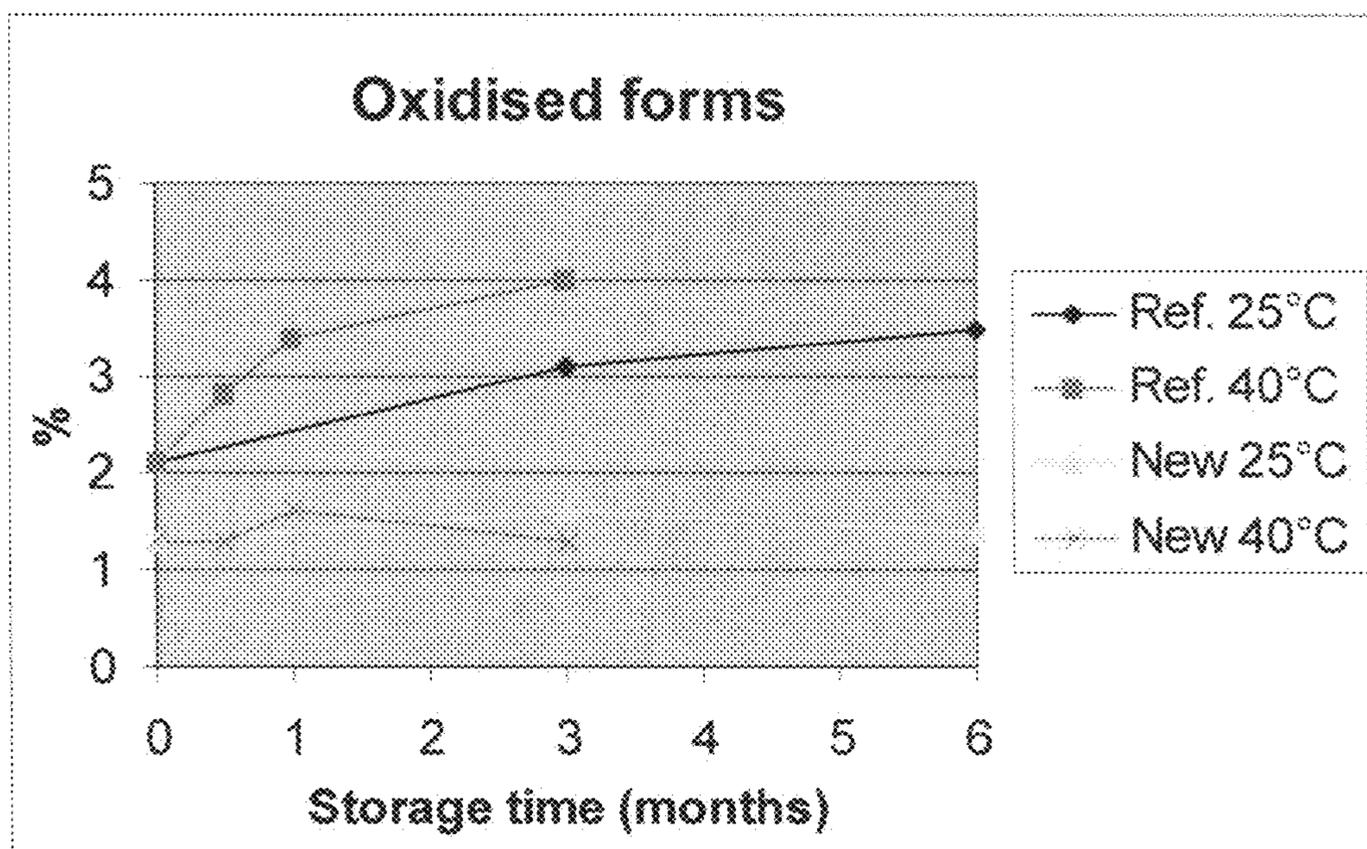 Oxidised forms
5
4
3
2
1
0
%
0 1 2 3 4 5 6
Storage time (months)
Ref. 25°C
Ref. 40°C
New 25°C
New 40°C